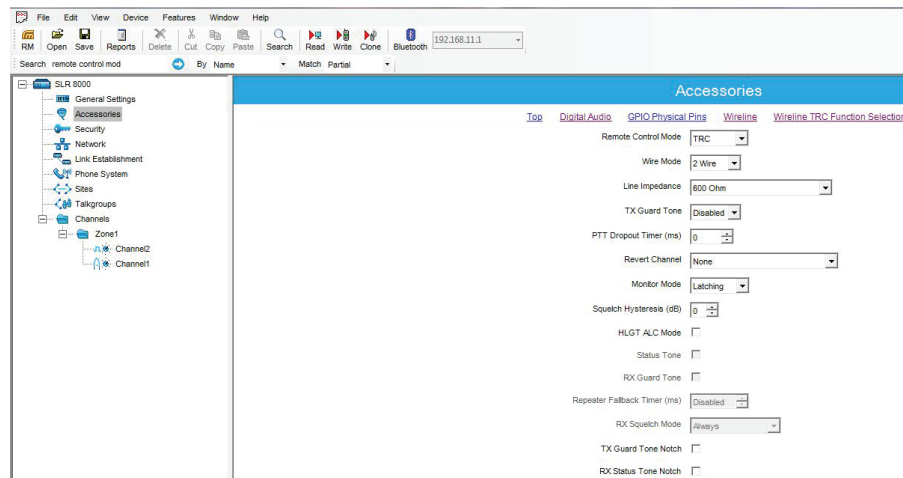 File Edit View Device Features Window Help
RM Open Save Reports Delete Cut Copy Paste Search Read Write Clone Bluetooth 192.168.11.1
Search remote control mod By Name Match Partial
SLR 8000
General Settings
Accessories
Security
Network
Link Establishment
Phone System
Sites
Talkgroups
Channels
Zone1
Channel2
Channel1
Accessories
Top Digital Audio GPIO Physical Pins Wireline Wireline TRC Function Selection
Remote Control Mode TRC
Wire Mode 2 Wire
Line Impedance 600 Ohm
TX Guard Tone Disabled
PTT Dropout Timer (ms) 0
Revert Channel None
Monitor Mode Latching
Squelch Hysteresis (dB) 0
HLGT ALC Mode
Status Tone
RX Guard Tone
Repeater Fallback Timer (ms) Disabled
RX Squelch Mode Always
TX Guard Tone Notch
RX Status Tone Notch